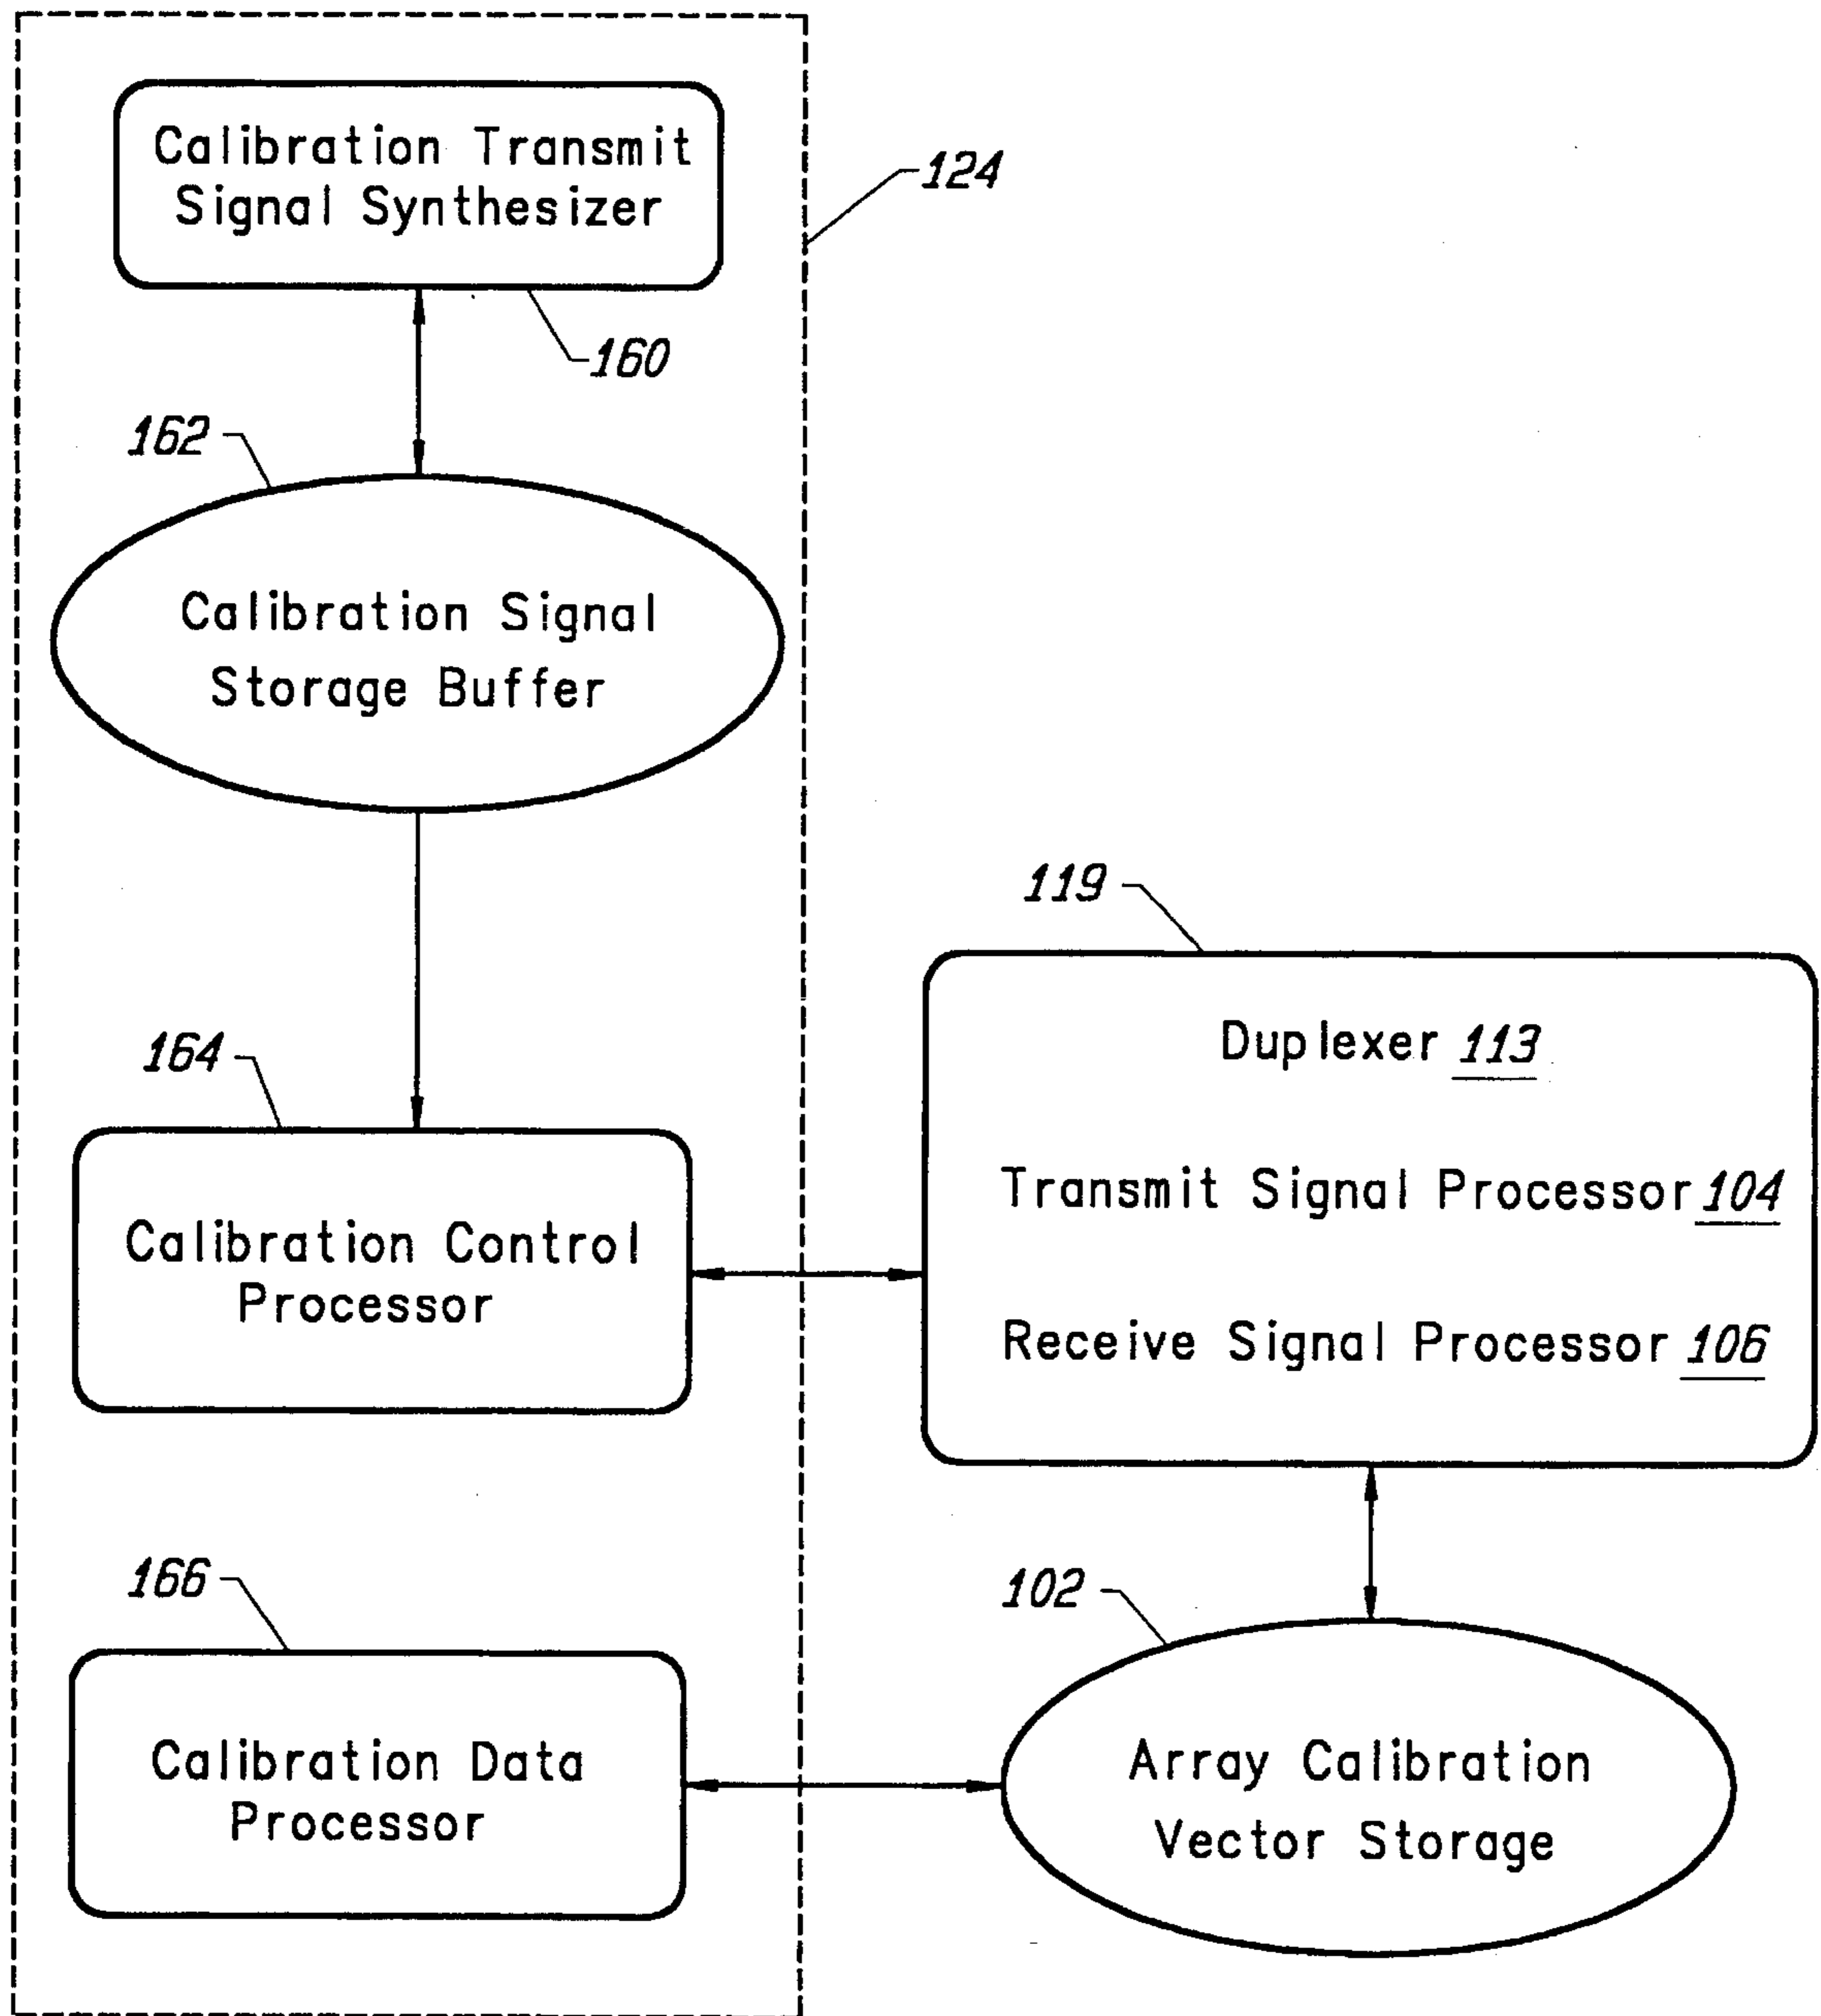 Calibration Transmit
Signal Synthesizer
124
160
162
Calibration Signal
Storage Buffer
119
Duplexer 113
164
Transmit Signal Processor 104
Calibration Control
Processor
Receive Signal Processor 106
166
102
Calibration Data
Processor
Array Calibration
Vector Storage